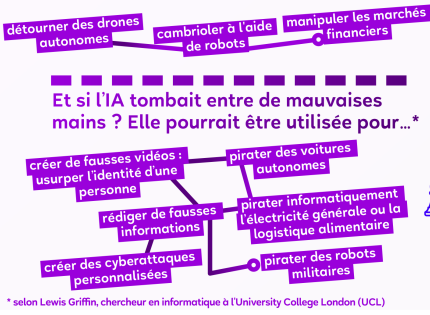 détourner des drones
autonomes
cambrioler à l'aide
de robots
manipuler les marchés
financiers
Et si l'IA tombait entre de mauvaises
mains ? Elle pourrait être utilisée pour...*
créer de fausses vidéos :
usurper l'identité d'une
personne
pirater des voitures
autonomes
rédiger de fausses
informations
pirater informatiquement
l'électricité générale ou la
logistique alimentaire
créer des cyberattaques
personnalisées
pirater des robots
militaires
* selon Lewis Griffin, chercheur en informatique à l'University College London (UCL)